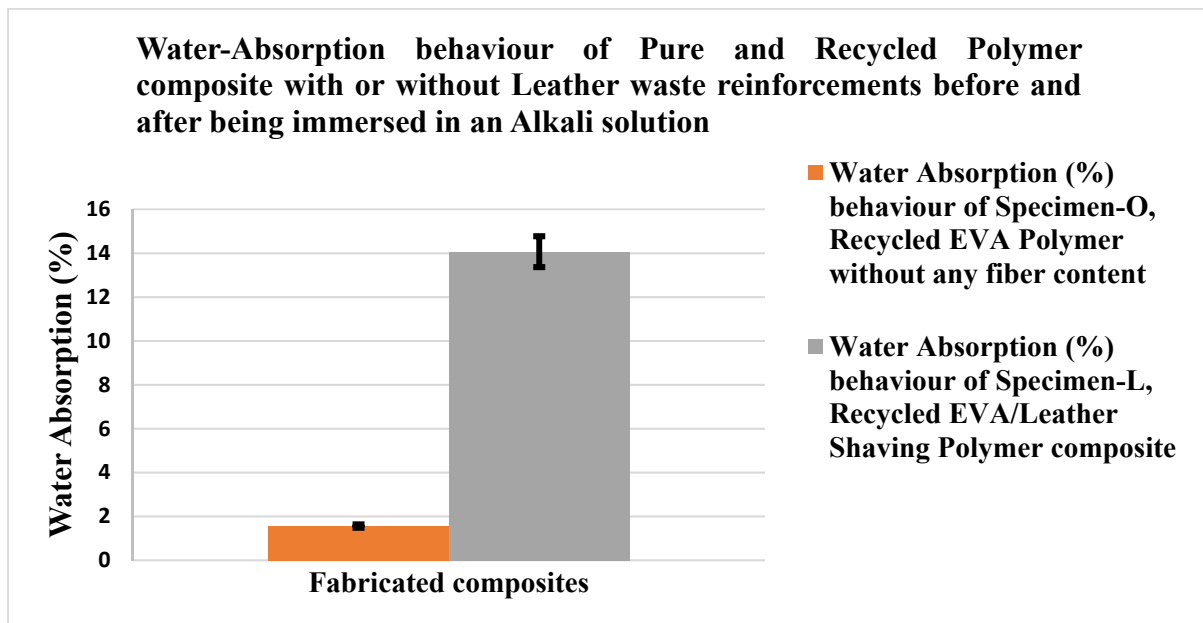 Water-Absorption behaviour of Pure and Recycled Polymer
composite with or without Leather waste reinforcements before and
after being immersed in an Alkali solution
Water Absorption (%)
16
14
12
10
8
6
4
2
0
Fabricated composites
Water Absorption (%)
behaviour of Specimen-O,
Recycled EVA Polymer
without any fiber content
Water Absorption (%)
behaviour of Specimen-L,
Recycled EVA/Leather
Shaving Polymer composite